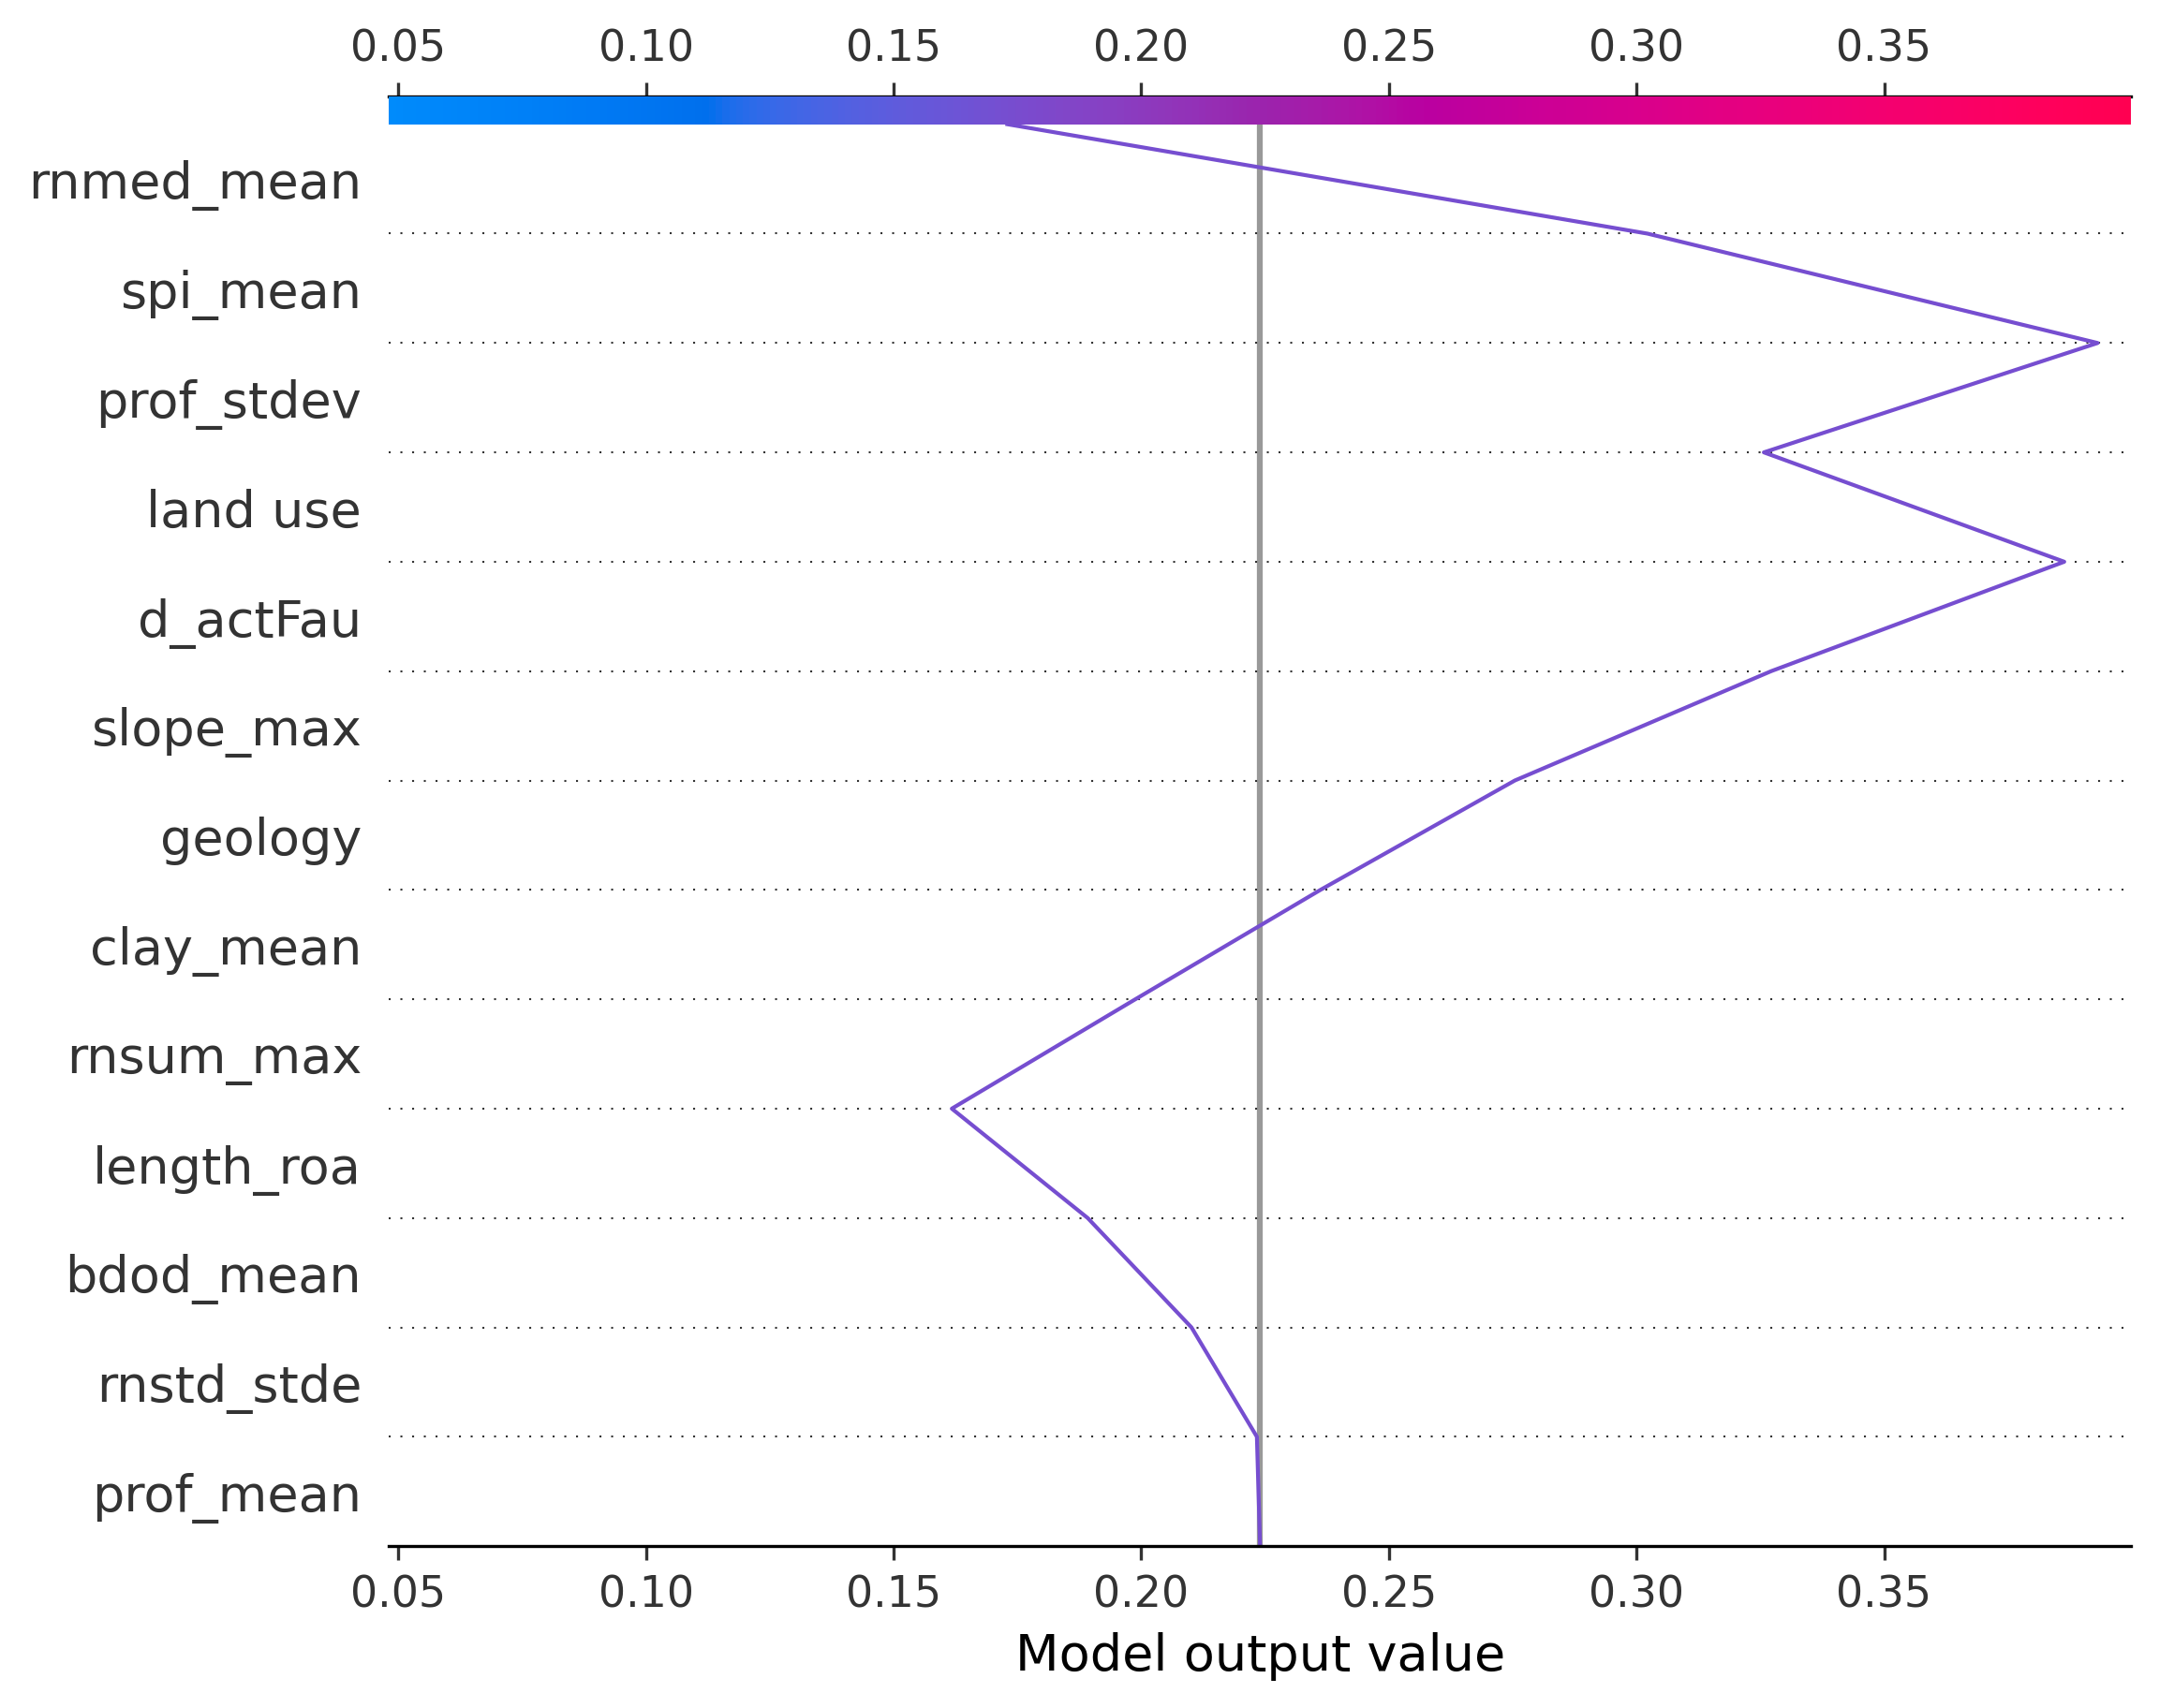 0.05 0.10 0.15 0.20 0.25 0.30 0.35
rnmed_mean
spi_mean
prof_stdev
land use
d_actFau
slope_max
geology
clay_mean
rnsum_max
length_roa
bdod_mean
rnstd_stde
prof_mean
0.05 0.10 0.15 0.20 0.25 0.30 0.35
Model output value